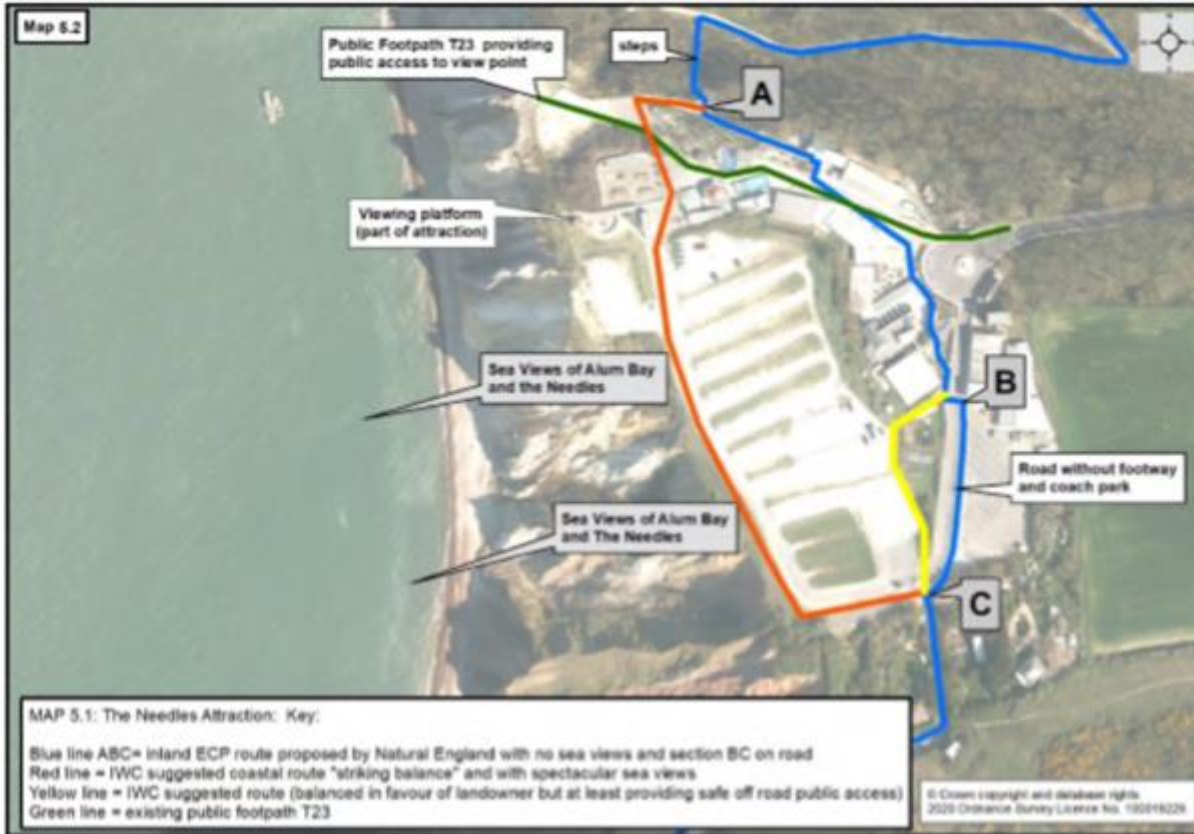 Map 5.2
Public Footpath T23 providing
public access to view point
steps
A
Viewing platform
(part of attraction)
Sea Views of Alum Bay
and the Needles
B
Road without footway
and coach park
Sea Views of Alum Bay
and The Needles
C
MAP 5.1: The Needles Attraction: Key:
Blue line ABC= inland ECP route proposed by Natural England with no sea views and section BC on road
Red line = IWC suggested coastal route "striking balance" and with spectacular sea views
Yellow line = IWC suggested route (balanced in favour of landowner but at least providing safe off road public access)
Green line = existing public footpath T23
© Crown copyright and database rights
2020 Ordnance Survey Licence No. 100019229